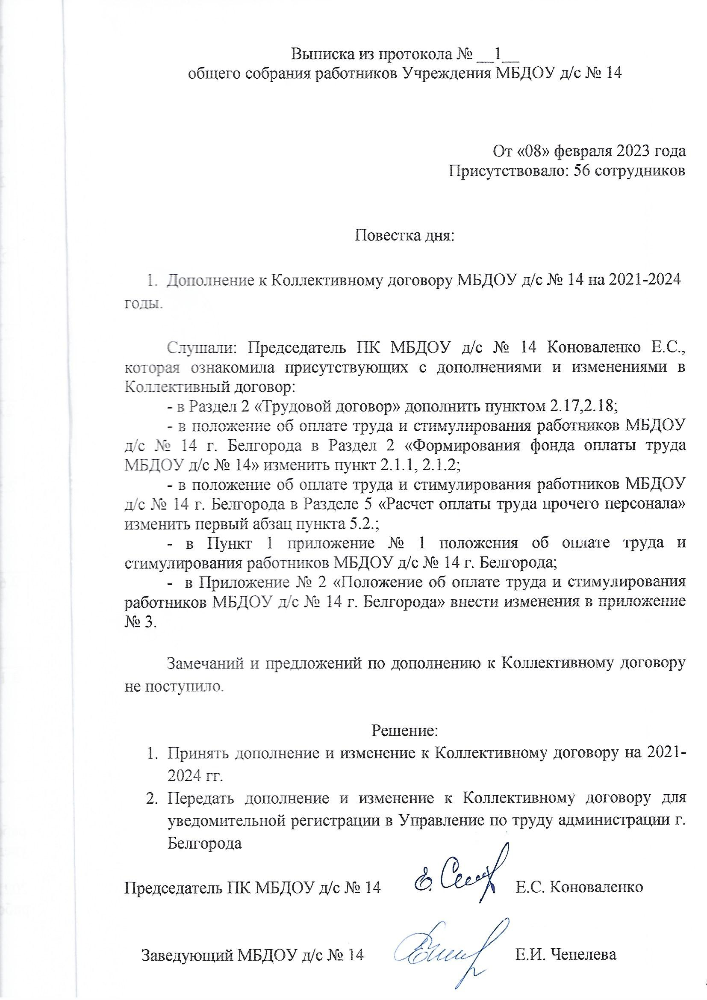 Выписка из протокола № __1__
общего собрания работников Учреждения МБДОУ д/с № 14
От «08» февраля 2023 года
Присутствовало: 56 сотрудников
Повестка дня:
1. Дополнение к Коллективному договору МБДОУ д/с № 14 на 2021-2024
годы.
Слушали: Председатель ПК МБДОУ д/с № 14 Коноваленко Е.С.,
которая ознакомила присутствующих с дополнениями и изменениями в
Коллективный договор:
- в Раздел 2 «Трудовой договор» дополнить пунктом 2.17,2.18;
- в положение об оплате труда и стимулирования работников МБДОУ
д/с № 14 г. Белгорода в Раздел 2 «Формирования фонда оплаты труда
МБДОУ д/с № 14» изменить пункт 2.1.1, 2.1.2;
- в положение об оплате труда и стимулирования работников МБДОУ
д/с № 14 г. Белгорода в Разделе 5 «Расчет оплаты труда прочего персонала»
изменить первый абзац пункта 5.2.;
- в Пункт 1 приложение № 1 положения об оплате труда и
стимулирования работников МБДОУ д/с № 14 г. Белгорода;
- в Приложение № 2 «Положение об оплате труда и стимулирования
работников МБДОУ д/с № 14 г. Белгорода» внести изменения в приложение
№ 3.
Замечаний и предложений по дополнению к Коллективному договору
не поступило.
Решение:
1. Принять дополнение и изменение к Коллективному договору на 2021-
2024 гг.
2. Передать дополнение и изменение к Коллективному договору для
уведомительной регистрации в Управление по труду администрации г.
Белгорода
Председатель ПК МБДОУ д/с № 14 Е.С. Коноваленко
Заведующий МБДОУ д/с № 14 Е.И. Чепелева